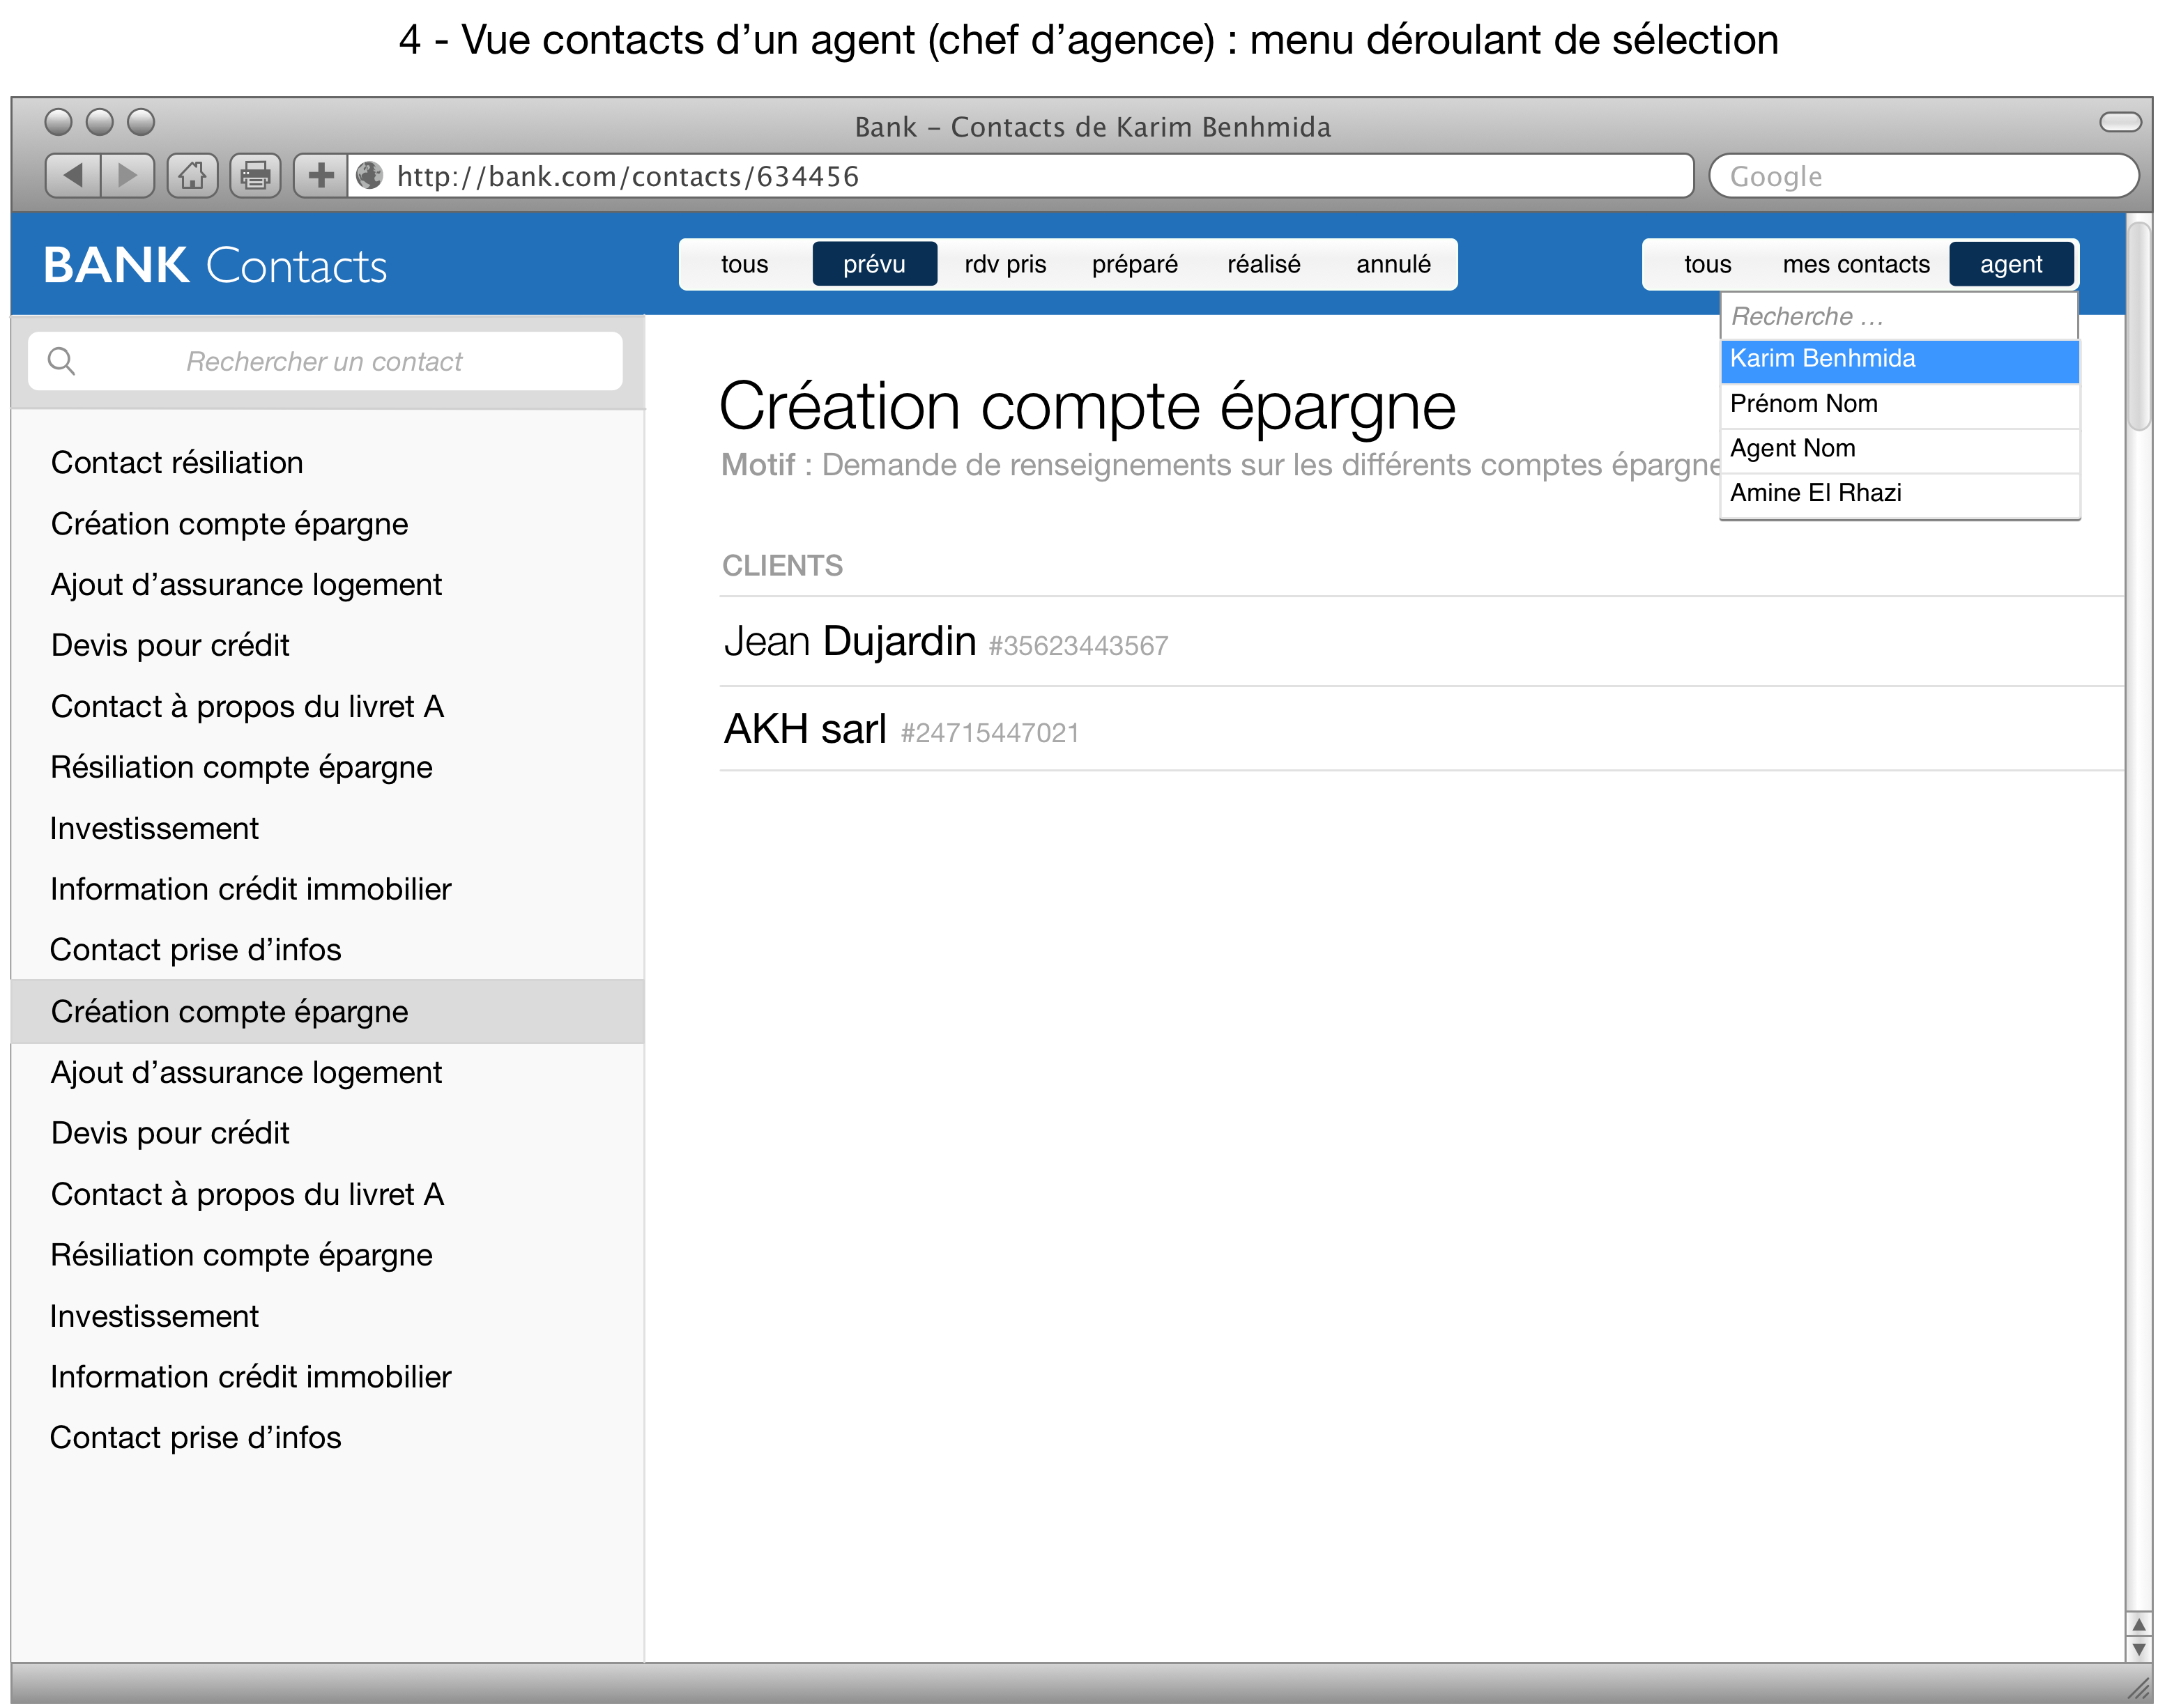 4 - Vue contacts d’un agent (chef d’agence) : menu déroulant de sélection
Bank – Contacts de Karim Benhmida
http://bank.com/contacts/634456
Google
BANK Contacts
tous prévu rdv pris préparé réalisé annulé
tous mes contacts agent
Recherche …
Karim Benhmida
Prénom Nom
Agent Nom
Amine El Rhazi
Rechercher un contact
Contact résiliation
Création compte épargne
Ajout d’assurance logement
Devis pour crédit
Contact à propos du livret A
Résiliation compte épargne
Investissement
Information crédit immobilier
Contact prise d’infos
Création compte épargne
Ajout d’assurance logement
Devis pour crédit
Contact à propos du livret A
Résiliation compte épargne
Investissement
Information crédit immobilier
Contact prise d’infos
Création compte épargne
Motif : Demande de renseignements sur les différents comptes épargne
CLIENTS
Jean Dujardin #35623443567
AKH sarl #24715447021